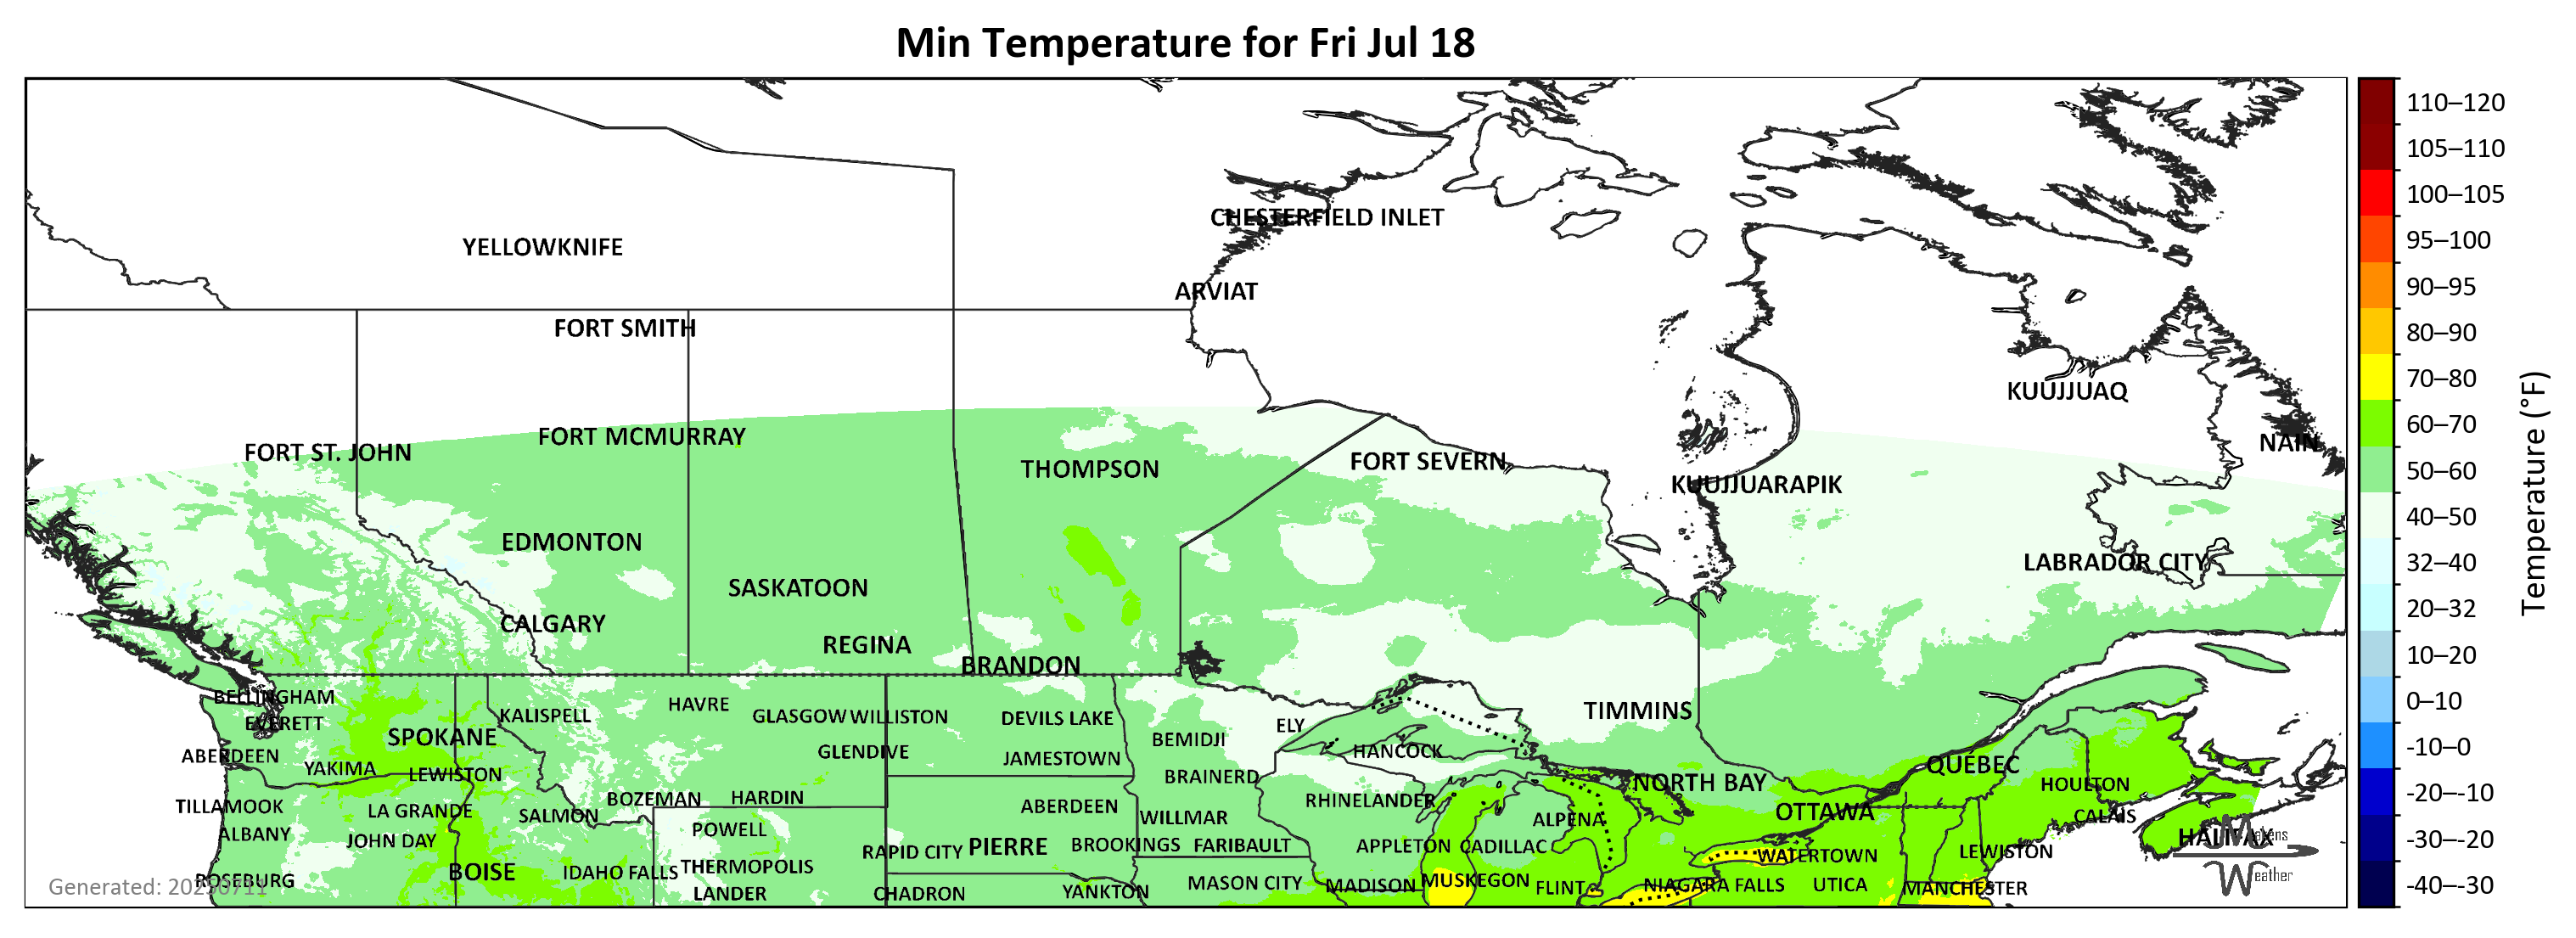 Min Temperature for Fri Jul 18
CHESTERFIELD INLET
YELLOWKNIFE
ARVIAT
FORT SMITH
KUUJJUAQ
FORT MCMURRAY
NAIN
FORT ST. JOHN
THOMPSON
FORT SEVERN
KUUJJUARAPIK
EDMONTON
LABRADOR CITY
SASKATOON
CALGARY
REGINA
BRANDON
BELLINGHAM
HAVRE
TIMMINS
KALISPELL
GLASGOW
WILLISTON
DEVILS LAKE
EVERETT
ELY
SPOKANE
BEMIDJI
GLENDIVE
HANCOCK
ABERDEEN
JAMESTOWN
QUÉBEC
YAKIMA
LEWISTON
BRAINERD
NORTH BAY
HOULTON
BOZEMAN
HARDIN
RHINELANDER
TILLAMOOK
LA GRANDE
ABERDEEN
SALMON
WILLMAR
ALPENA
OTTAWA
CALAIS
ALBANY
JOHN DAY
POWELL
HALIFAX
RAPID CITY
PIERRE
BROOKINGS
FARIBAULT
APPLETON
CADILLAC
WATERTOWN
LEWISTON
BOISE
IDAHO FALLS
THERMOPOLIS
ROSEBURG
LANDER
CHADRON
YANKTON
MASON CITY
MADISON
MUSKEGON
FLINT
NIAGARA FALLS
UTICA
MANCHESTER
Generated: 20250711
Makens
Weather
110–120
105–110
100–105
95–100
90–95
80–90
70–80
60–70
50–60
40–50
32–40
20–32
10–20
0–10
-10–0
-20–-10
-30–-20
-40–-30
Temperature (°F)